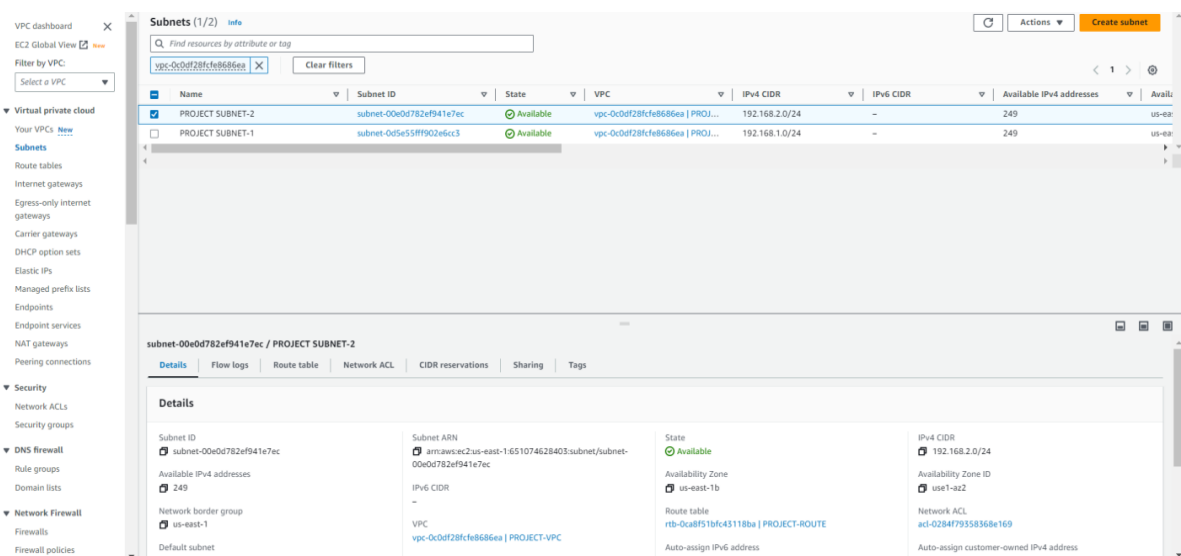 VPC dashboard
EC2 Global View New
Filter by VPC:
Select a VPC
Virtual private cloud
Your VPCs New
Subnets
Route tables
Internet gateways
Egress-only internet
gateways
Carrier gateways
DHCP option sets
Elastic IPs
Managed prefix lists
Endpoints
Endpoint services
NAT gateways
Peering connections
Security
Network ACLs
Security groups
DNS firewall
Rule groups
Domain lists
Network Firewall
Firewalls
Firewall policies
Subnets (1/2) Info
Actions
Create subnet
Find resources by attribute or tag
vpc-0c0df28fcfe8686ea
Clear filters
1
Name Subnet ID State VPC IPv4 CIDR IPv6 CIDR Available IPv4 addresses Availa
PROJECT SUBNET-2 subnet-00e0d782ef941e7ec Available vpc-0c0df28fcfe8686ea | PROJ... 192.168.2.0/24 – 249 us-ea
PROJECT SUBNET-1 subnet-0d5e55fff902e6cc3 Available vpc-0c0df28fcfe8686ea | PROJ... 192.168.1.0/24 – 249 us-ea
subnet-00e0d782ef941e7ec / PROJECT SUBNET-2
Details Flow logs Route table Network ACL CIDR reservations Sharing Tags
Details
Subnet ID
subnet-00e0d782ef941e7ec
Available IPv4 addresses
249
Network border group
us-east-1
Default subnet
Subnet ARN
arn:aws:ec2:us-east-1:651074628403:subnet/subnet-
00e0d782ef941e7ec
IPv6 CIDR
–
VPC
vpc-0c0df28fcfe8686ea | PROJECT-VPC
State
Available
Availability Zone
us-east-1b
Route table
rtb-0ca8f51bfc43118ba | PROJECT-ROUTE
Auto-assign IPv6 address
IPv4 CIDR
192.168.2.0/24
Availability Zone ID
use1-az2
Network ACL
acl-0284f79358368e169
Auto-assign customer-owned IPv4 address